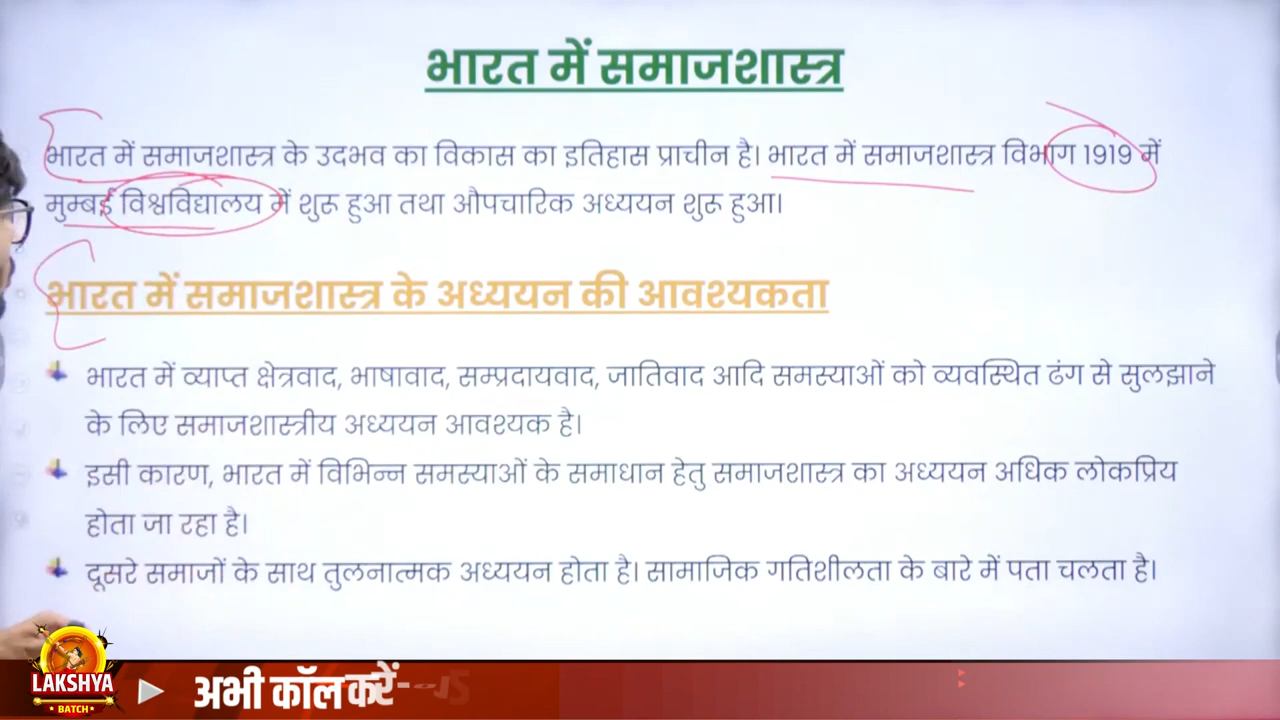 भारत में समाजशास्त्र
भारत में समाजशास्त्र के उदभव का विकास का इतिहास प्राचीन है। भारत में समाजशास्त्र विभाग 1919 में
मुम्बई विश्वविद्यालय में शुरू हुआ तथा औपचारिक अध्ययन शुरू हुआ।
भारत में समाजशास्त्र के अध्ययन की आवश्यकता
भारत में व्याप्त क्षेत्रवाद, भाषावाद, सम्प्रदायवाद, जातिवाद आदि समस्याओं को व्यवस्थित ढंग से सुलझाने
के लिए समाजशास्त्रीय अध्ययन आवश्यक है।
इसी कारण, भारत में विभिन्न समस्याओं के समाधान हेतु समाजशास्त्र का अध्ययन अधिक लोकप्रिय
होता जा रहा है।
दूसरे समाजों के साथ तुलनात्मक अध्ययन होता है। सामाजिक गतिशीलता के बारे में पता चलता है।
LAKSHYA
BATCH
अभी कॉल करें-